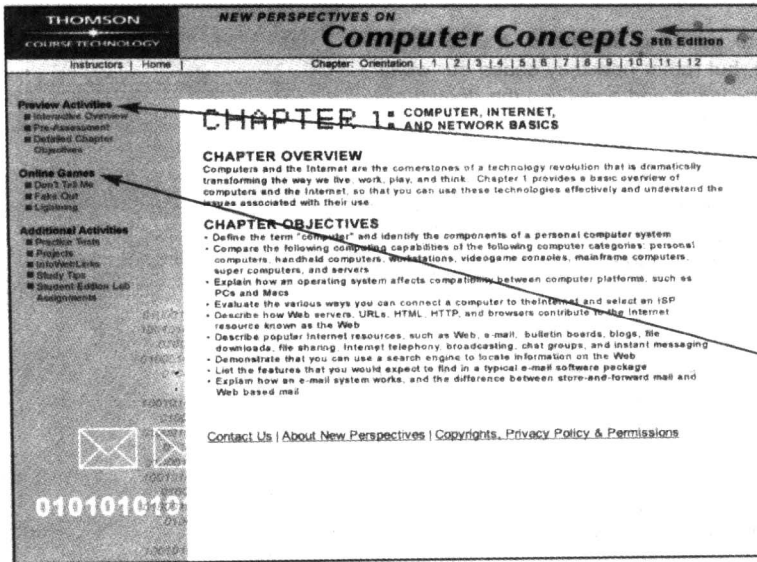 THOMSON
COURSE TECHNOLOGY
NEW PERSPECTIVES ON
Computer Concepts 8th Edition
Instructors | Home |
Chapter: Orientation | 1 | 2 | 3 | 4 | 5 | 6 | 7 | 8 | 9 | 10 | 11 | 12
Preview Activities
Interactive Overview
Pre-Assessment
Detailed Chapter
Objectives
Online Games
Don't Tell Me
Fake Out
Lightning
Additional Activities
Practice Tests
Projects
InfoWebLinks
Study Tips
Student Edition Lab
Assignments
CHAPTER 1: COMPUTER, INTERNET,
AND NETWORK BASICS
CHAPTER OVERVIEW
Computers and the Internet are the cornerstones of a technology revolution that is dramatically
transforming the way we live, work, play, and think. Chapter 1 provides a basic overview of
computers and the Internet, so that you can use these technologies effectively and understand the
issues associated with their use.
CHAPTER OBJECTIVES
• Define the term "computer" and identify the components of a personal computer system
• Compare the following computing capabilities of the following computer categories: personal
computers, handheld computers, workstations, videogame consoles, mainframe computers,
super computers, and servers
• Explain how an operating system affects compatibility between computer platforms, such as
PCs and Macs
• Evaluate the various ways you can connect a computer to theInternet and select an ISP
• Describe how Web servers, URLs, HTML, HTTP, and browsers contribute to the Internet
resource known as the Web
• Describe popular Internet resources, such as Web, e-mail, bulletin boards, blogs, file
downloads, file sharing, Internet telephony, broadcasting, chat groups, and instant messaging
• Demonstrate that you can use a search engine to locate information on the Web
• List the features that you would expect to find in a typical e-mail software package
• Explain how an e-mail system works, and the difference between store-and-forward mail and
Web based mail
Contact Us | About New Perspectives | Copyrights, Privacy Policy & Permissions
010101010